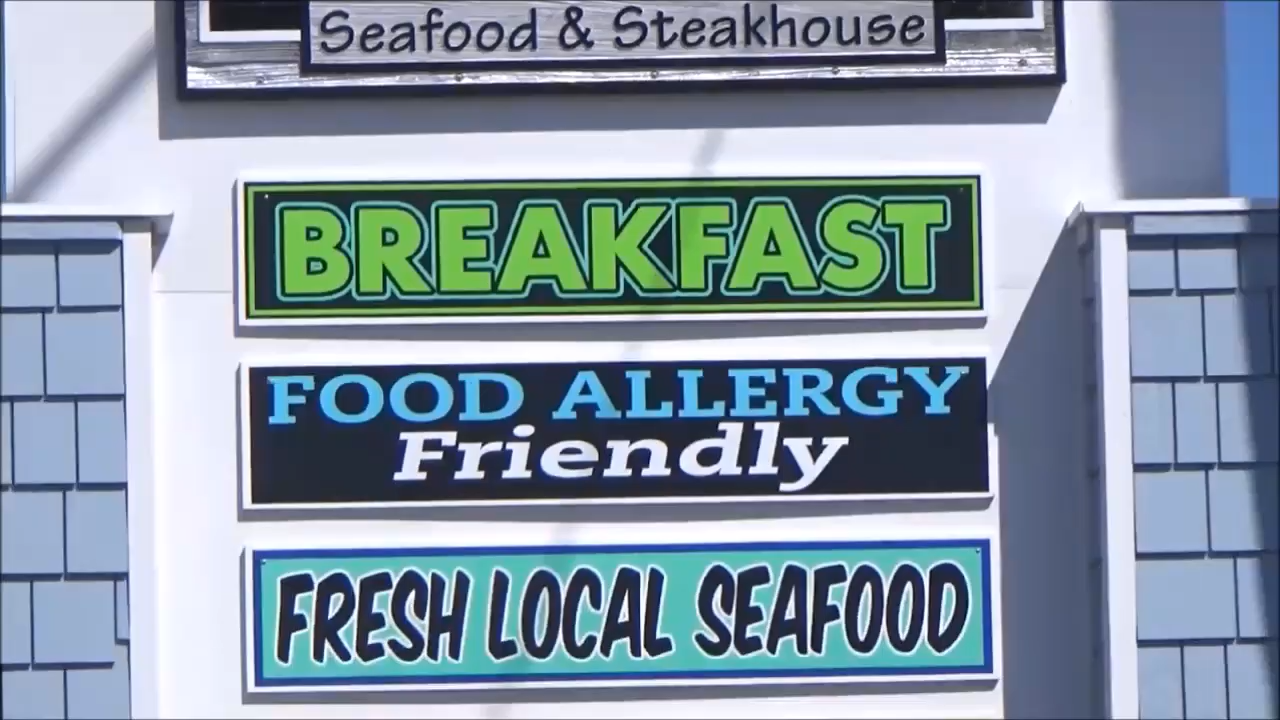 Seafood & Steakhouse
BREAKFAST
FOOD ALLERGY
Friendly
FRESH LOCAL SEAFOOD